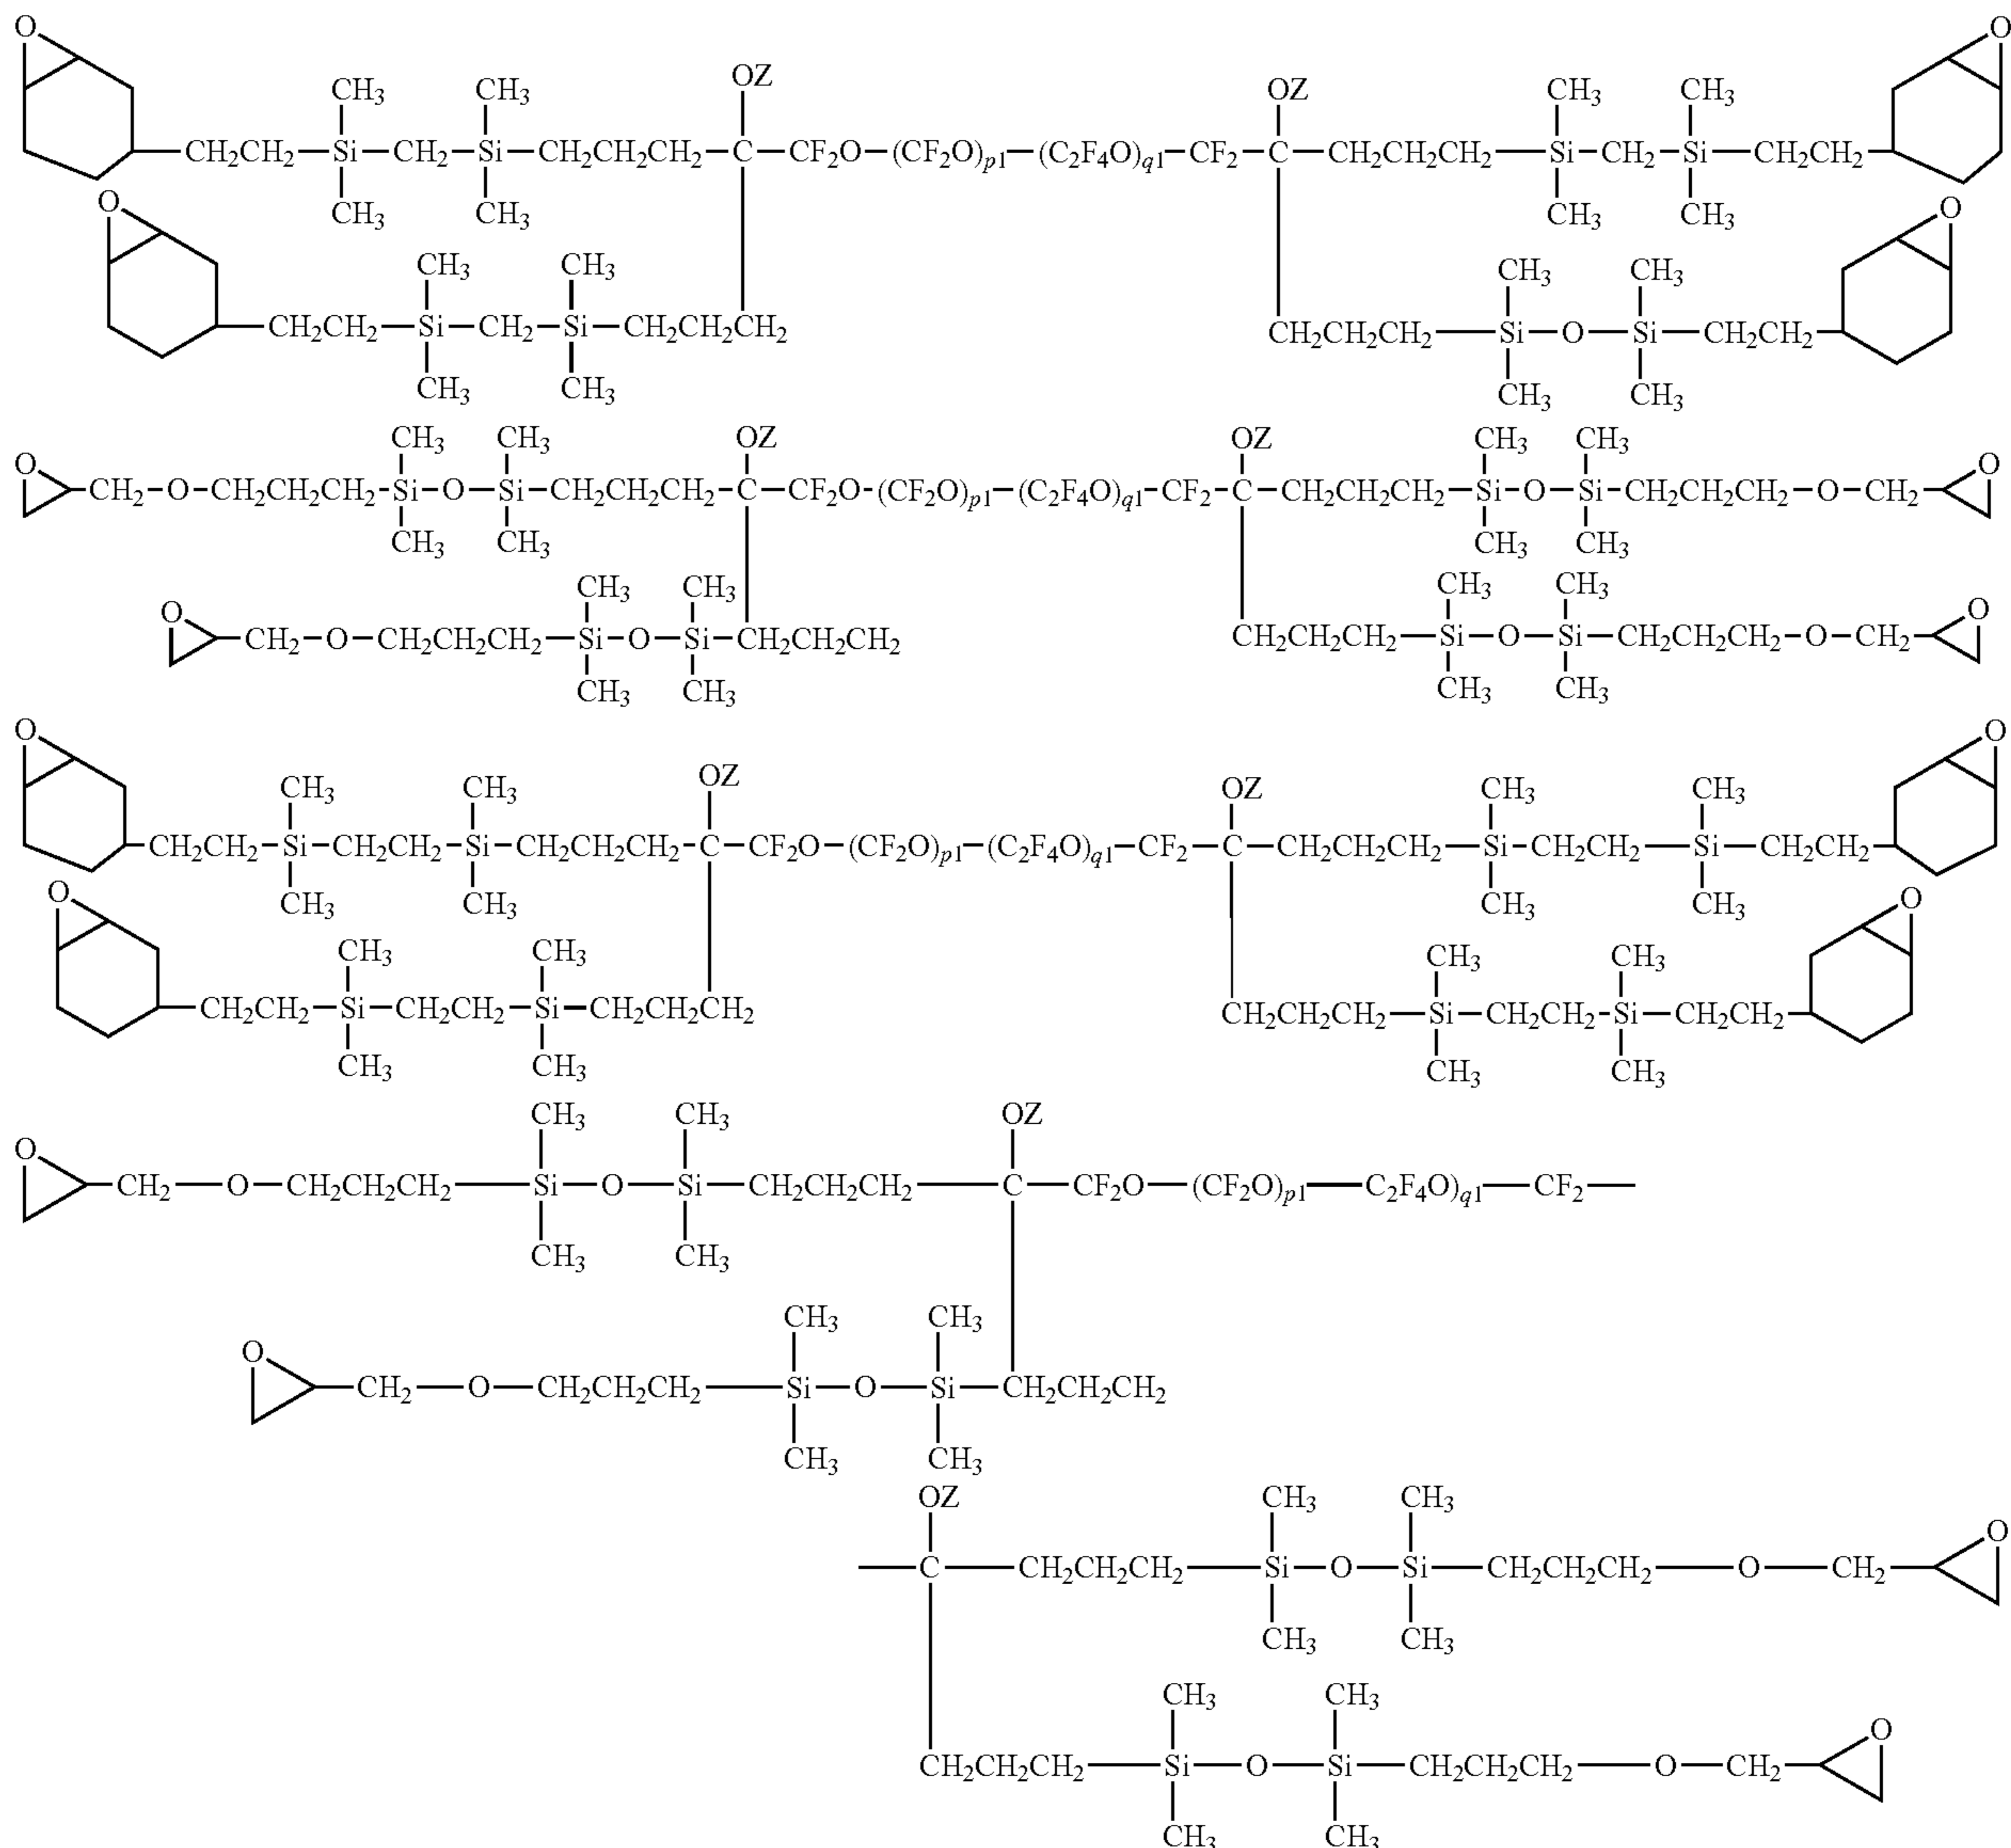 O O
CH3 CH3 OZ OZ CH3 CH3
CH2CH2—Si—CH2—Si—CH2CH2CH2—C—CF2O—(CF2O)p1—(C2F4O)q1—CF2—C—CH2CH2CH2—Si—CH2—Si—CH2CH2
CH3 CH3 CH3 CH3
O O
CH3 CH3 CH3 CH3
CH2CH2—Si—CH2—Si—CH2CH2CH2 CH2CH2CH2—Si—O—Si—CH2CH2
CH3 CH3 CH3 CH3
CH3 CH3 OZ OZ CH3 CH3
O CH2—O—CH2CH2CH2—Si—O—Si—CH2CH2CH2—C—CF2O—(CF2O)p1—(C2F4O)q1—CF2—C—CH2CH2CH2—Si—O—Si—CH2CH2CH2—O—CH2 O
CH3 CH3 CH3 CH3
CH3 CH3 CH3 CH3
O CH2—O—CH2CH2CH2—Si—O—Si—CH2CH2CH2 CH2CH2CH2—Si—O—Si—CH2CH2CH2—O—CH2 O
CH3 CH3 CH3 CH3
O O
CH3 CH3 OZ OZ CH3 CH3
CH2CH2—Si—CH2CH2—Si—CH2CH2CH2—C—CF2O—(CF2O)p1—(C2F4O)q1—CF2—C—CH2CH2CH2—Si—CH2CH2—Si—CH2CH2
CH3 CH3 CH3 CH3
O O
CH3 CH3 CH3 CH3
CH2CH2—Si—CH2CH2—Si—CH2CH2CH2 CH2CH2CH2—Si—CH2CH2—Si—CH2CH2
CH3 CH3 CH3 CH3
CH3 CH3 OZ
O CH2—O—CH2CH2CH2—Si—O—Si—CH2CH2CH2—C—CF2O—(CF2O)p1—C2F4O)q1—CF2—
CH3 CH3
CH3 CH3
O CH2—O—CH2CH2CH2—Si—O—Si—CH2CH2CH2
CH3 CH3
OZ CH3 CH3
—C—CH2CH2CH2—Si—O—Si—CH2CH2CH2—O—CH2 O
CH3 CH3
CH3 CH3
CH2CH2CH2—Si—O—Si—CH2CH2CH2—O—CH2 O
CH3 CH3